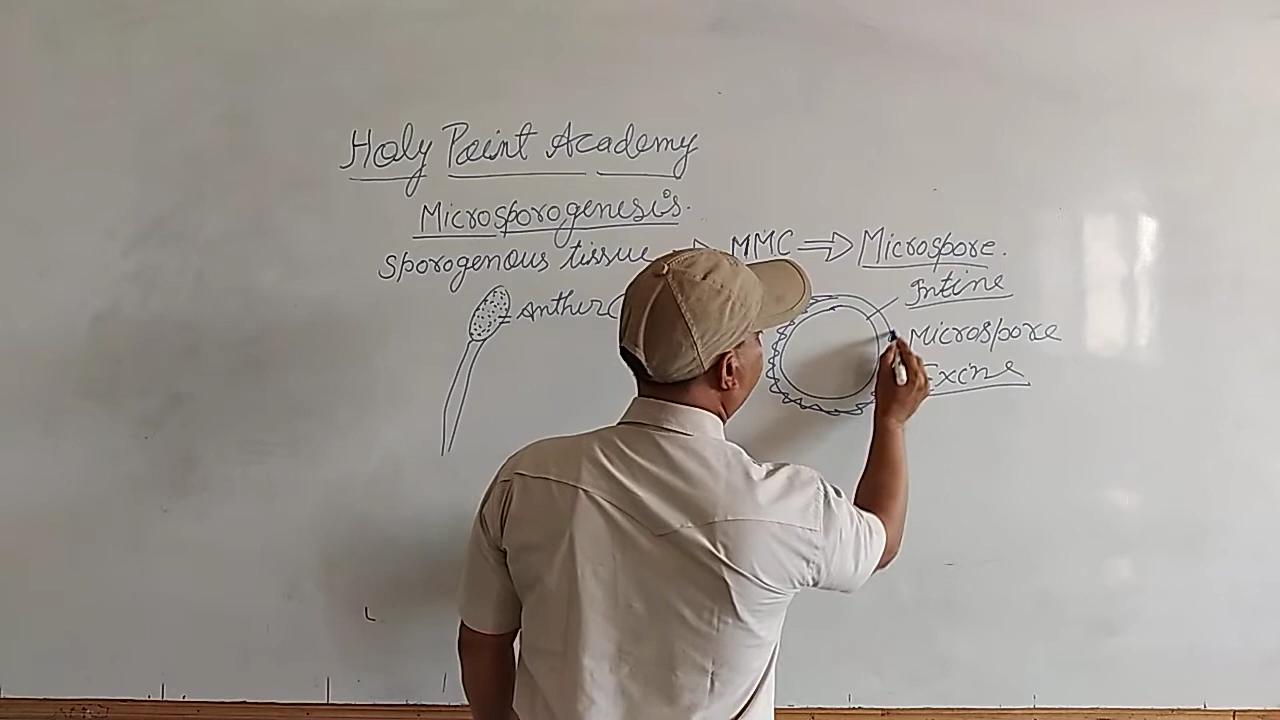 Holy Point Academy
Microsporogenesis.
Sporogenous tissue → MMC ⇒ Microspore.
Intine
Anther
Microspore
Exine